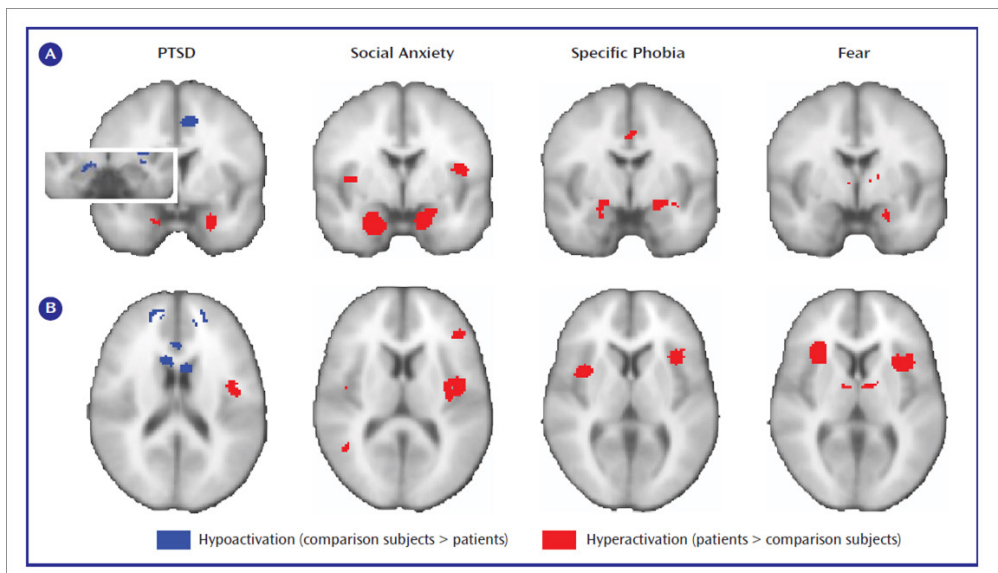 A
PTSD
Social Anxiety
Specific Phobia
Fear
B
Hypoactivation (comparison subjects > patients)
Hyperactivation (patients > comparison subjects)